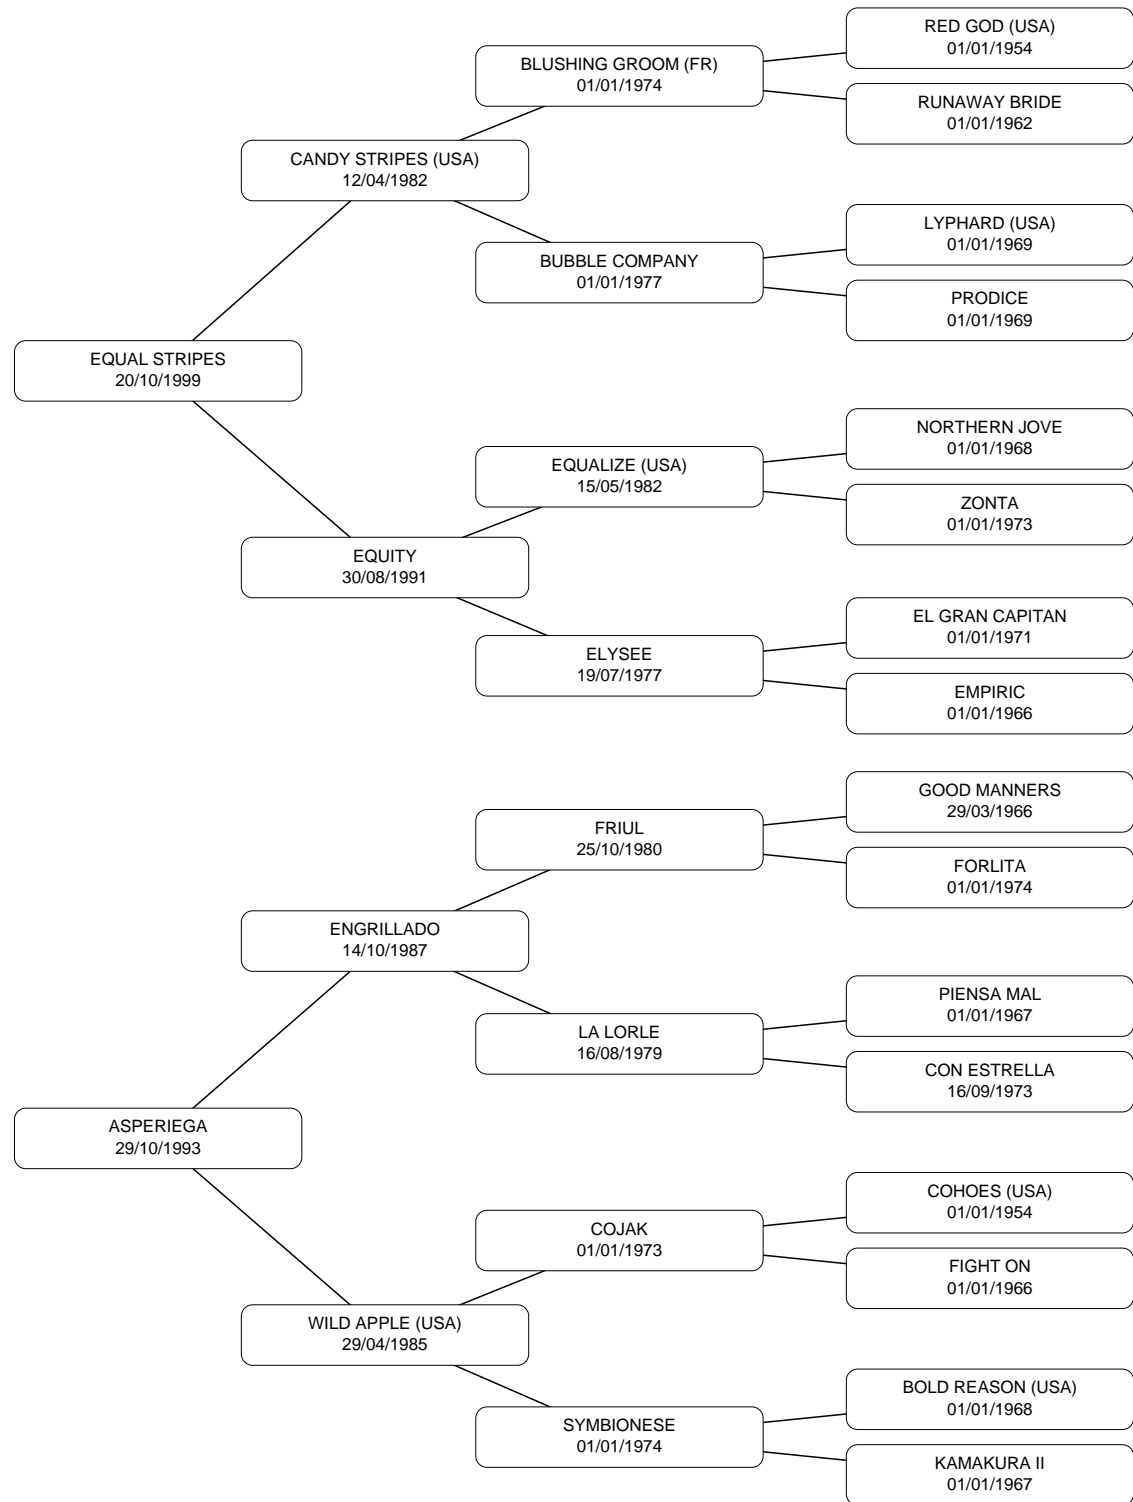 RED GOD (USA)
01/01/1954
BLUSHING GROOM (FR)
01/01/1974
RUNAWAY BRIDE
01/01/1962
CANDY STRIPES (USA)
12/04/1982
LYPHARD (USA)
01/01/1969
BUBBLE COMPANY
01/01/1977
PRODICE
01/01/1969
EQUAL STRIPES
20/10/1999
NORTHERN JOVE
01/01/1968
EQUALIZE (USA)
15/05/1982
ZONTA
01/01/1973
EQUITY
30/08/1991
EL GRAN CAPITAN
01/01/1971
ELYSEE
19/07/1977
EMPIRIC
01/01/1966
GOOD MANNERS
29/03/1966
FRIUL
25/10/1980
FORLITA
01/01/1974
ENGRILLADO
14/10/1987
PIENSA MAL
01/01/1967
LA LORLE
16/08/1979
CON ESTRELLA
16/09/1973
ASPERIEGA
29/10/1993
COHOES (USA)
01/01/1954
COJAK
01/01/1973
FIGHT ON
01/01/1966
WILD APPLE (USA)
29/04/1985
BOLD REASON (USA)
01/01/1968
SYMBIONESE
01/01/1974
KAMAKURA II
01/01/1967